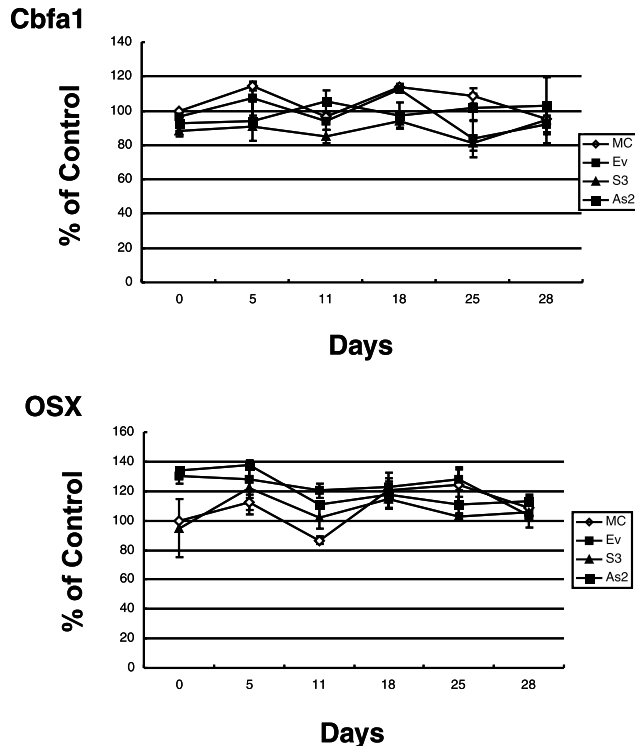 Cbfa1
140
120
100
80
60
40
20
0
% of Control
0 5 11 18 25 28
Days
MC
Ev
S3
As2
OSX
160
140
120
100
80
60
40
20
0
% of Control
0 5 11 18 25 28
Days
MC
Ev
S3
As2